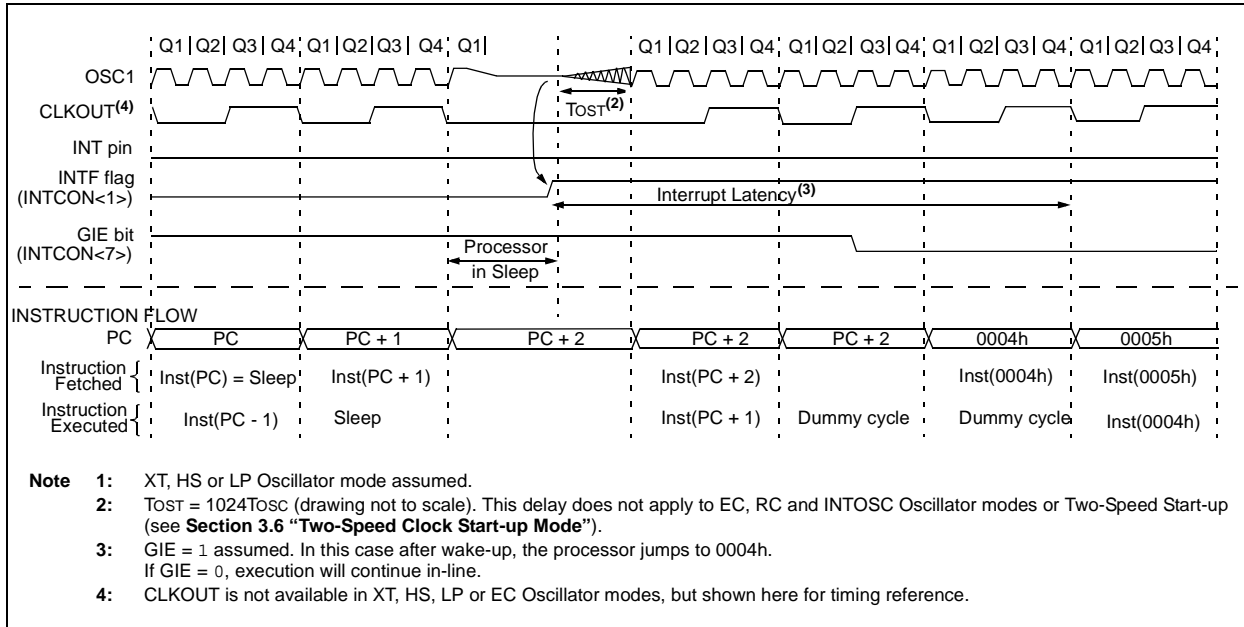 Q1 Q2 Q3 Q4 Q1 Q2 Q3 Q4 Q1 Q1 Q2 Q3 Q4 Q1 Q2 Q3 Q4 Q1 Q2 Q3 Q4 Q1 Q2 Q3 Q4
OSC1
CLKOUT(4) TOST(2)
INT pin
INTF flag
(INTCON<1>) Interrupt Latency(3)
GIE bit
(INTCON<7>) Processor
in Sleep
INSTRUCTION FLOW
PC PC PC + 1 PC + 2 PC + 2 PC + 2 0004h 0005h
Instruction
Fetched { Inst(PC) = Sleep Inst(PC + 1) Inst(PC + 2) Inst(0004h) Inst(0005h)
Instruction
Executed { Inst(PC - 1) Sleep Inst(PC + 1) Dummy cycle Dummy cycle Inst(0004h)
Note 1: XT, HS or LP Oscillator mode assumed.
2: TOST = 1024TOSC (drawing not to scale). This delay does not apply to EC, RC and INTOSC Oscillator modes or Two-Speed Start-up
(see Section 3.6 “Two-Speed Clock Start-up Mode”).
3: GIE = 1 assumed. In this case after wake-up, the processor jumps to 0004h.
If GIE = 0, execution will continue in-line.
4: CLKOUT is not available in XT, HS, LP or EC Oscillator modes, but shown here for timing reference.